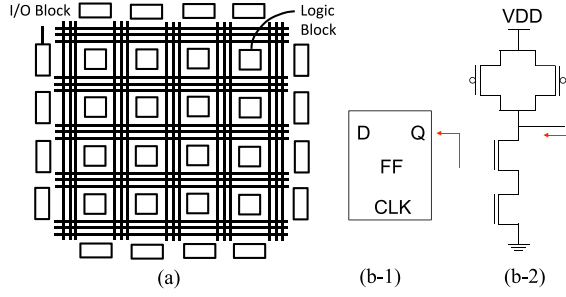 I/O Block
Logic
Block
VDD
D Q
FF
CLK
(a)
(b-1)
(b-2)